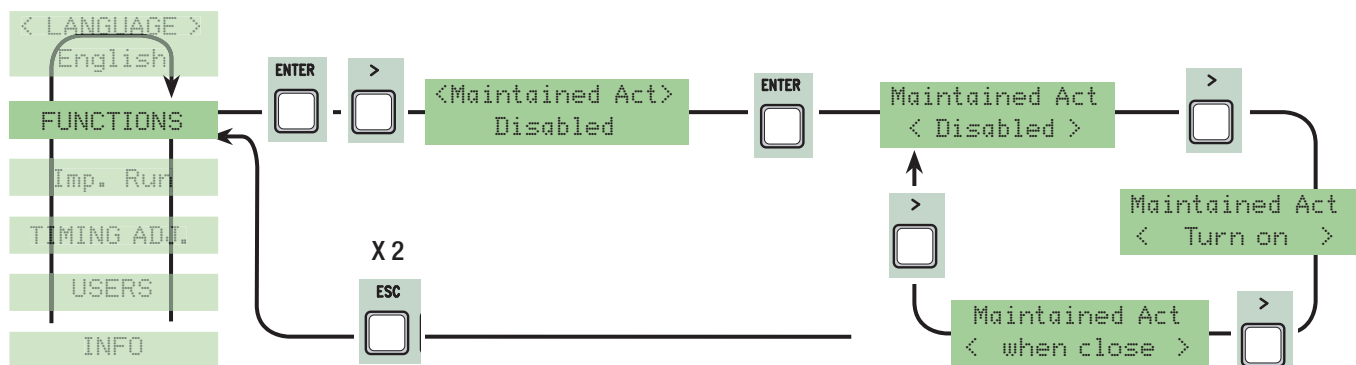 < LANGUAGE >
English
FUNCTIONS
Imp. Run
TIMING ADJ.
USERS
INFO
ENTER
>
<Maintained Act>
Disabled
ENTER
Maintained Act
< Disabled >
>
Maintained Act
< Turn on >
>
Maintained Act
< when close >
>
X 2
ESC